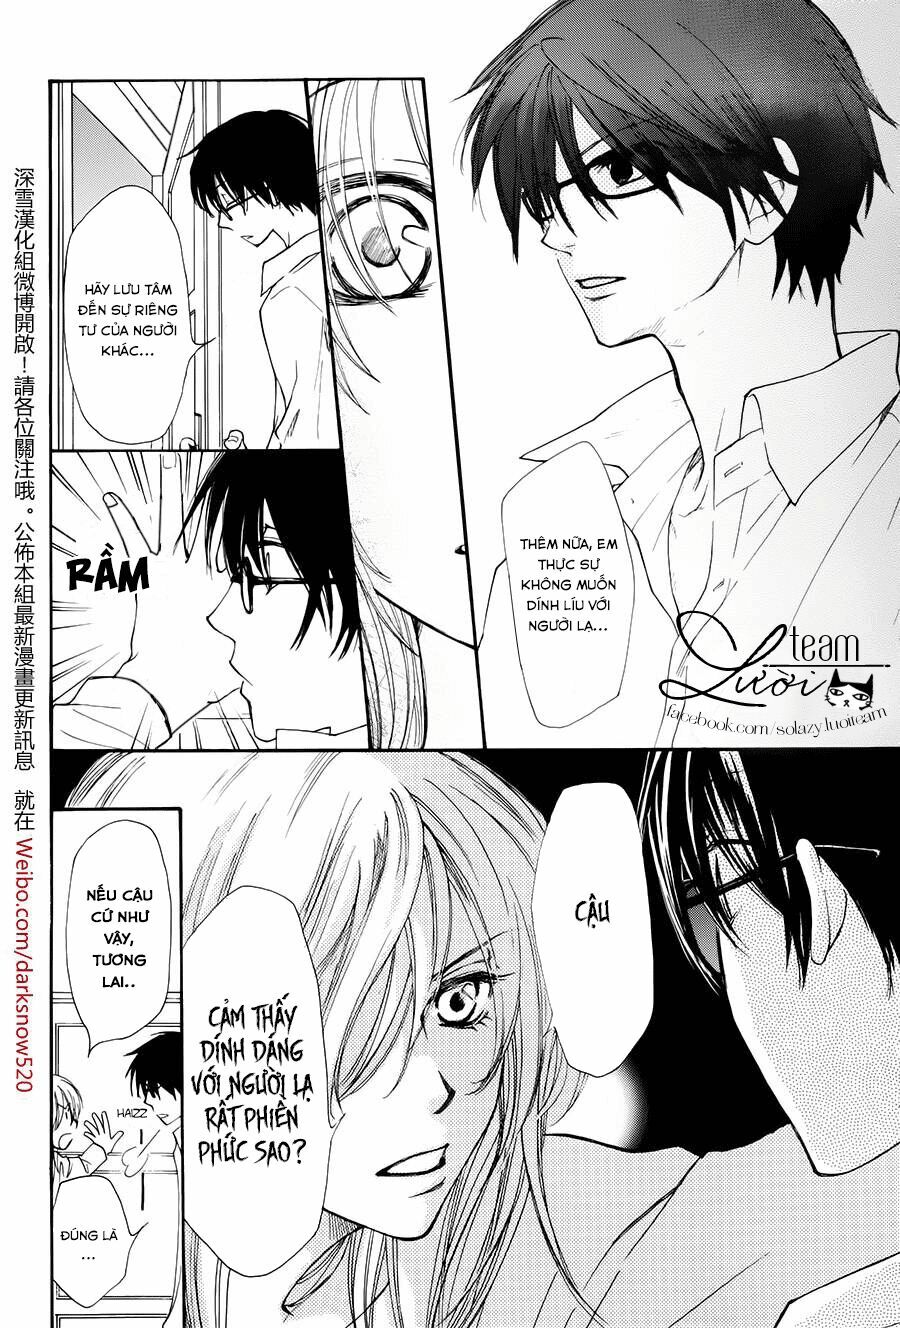 THÊM NỮA, EM
THỰC SỰ
KHÔNG MUỐN
DÍNH LÍU VỚI
NGƯỜI LẠ...
HÃY LƯU TÂM
ĐẾN SỰ RIÊNG
TƯ CỦA NGƯỜI
KHÁC...
RẦM
team
Lười
facebook.com/solazy.luoiteam
CẬU
CẢM THẤY
DÍNH DÁNG
VỚI NGƯỜI LẠ
RẤT PHIỀN
PHỨC SAO?
NẾU CẬU
CỨ NHƯ
VẬY,
TƯƠNG
LAI..
HAIZZ
ĐÚNG LÀ
...
深雪漢化組微博開啟！請各位關注哦。公佈本組最新漫畫更新訊息 就在 Weibo.com/darksnow520